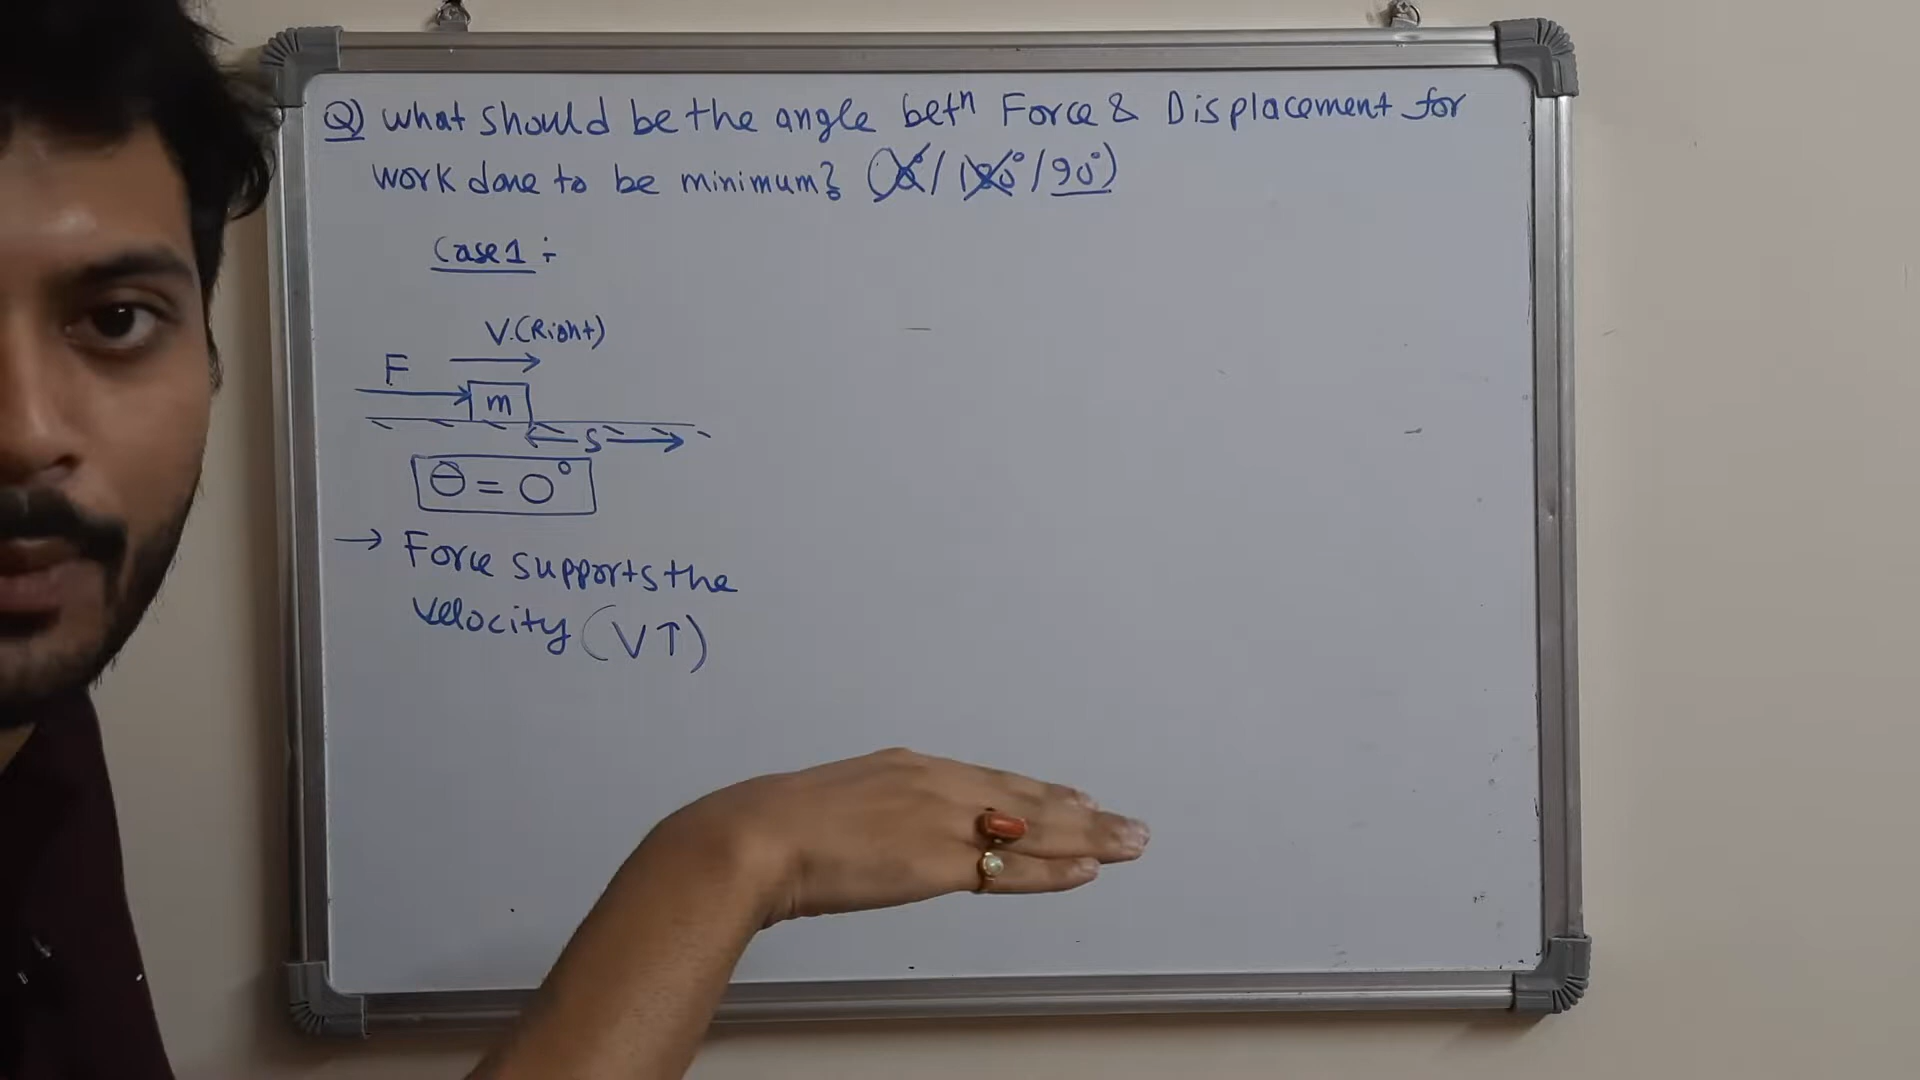 Q) what should be the angle betⁿ Force & Displacement for
work done to be minimum? (0°/180°/90°)
Case 1 :-
V.(Right)
F
m
S
θ = 0°
→ Force supports the
velocity (V↑)